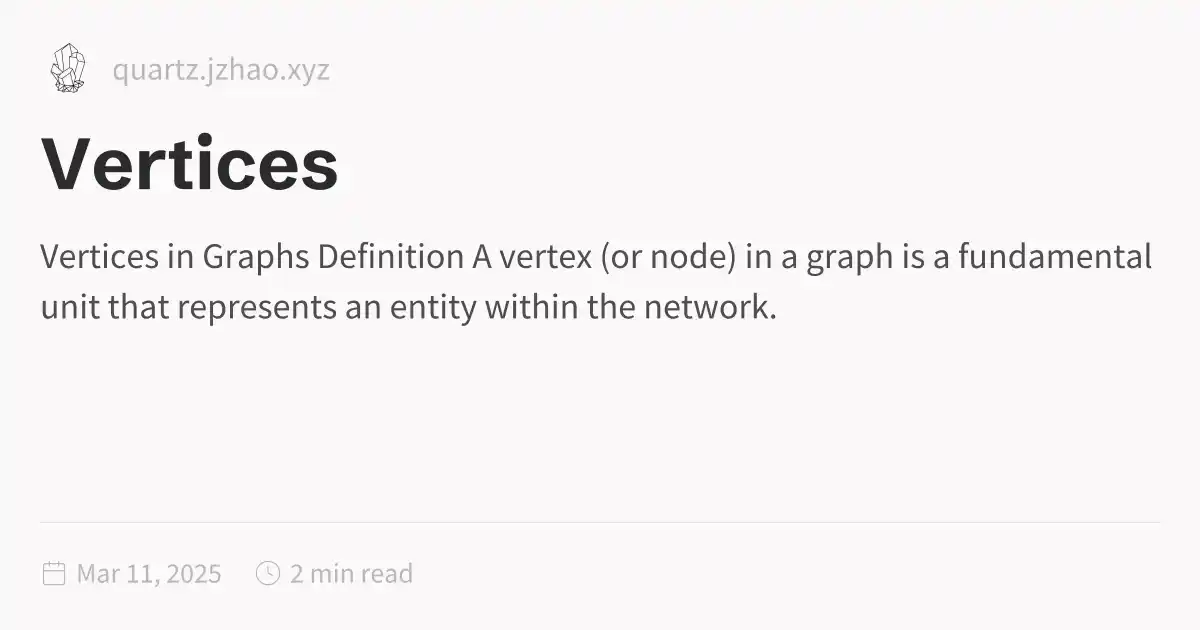 quartz.jzhao.xyz
Vertices
Vertices in Graphs Definition A vertex (or node) in a graph is a fundamental
unit that represents an entity within the network.
Mar 11, 2025 2 min read